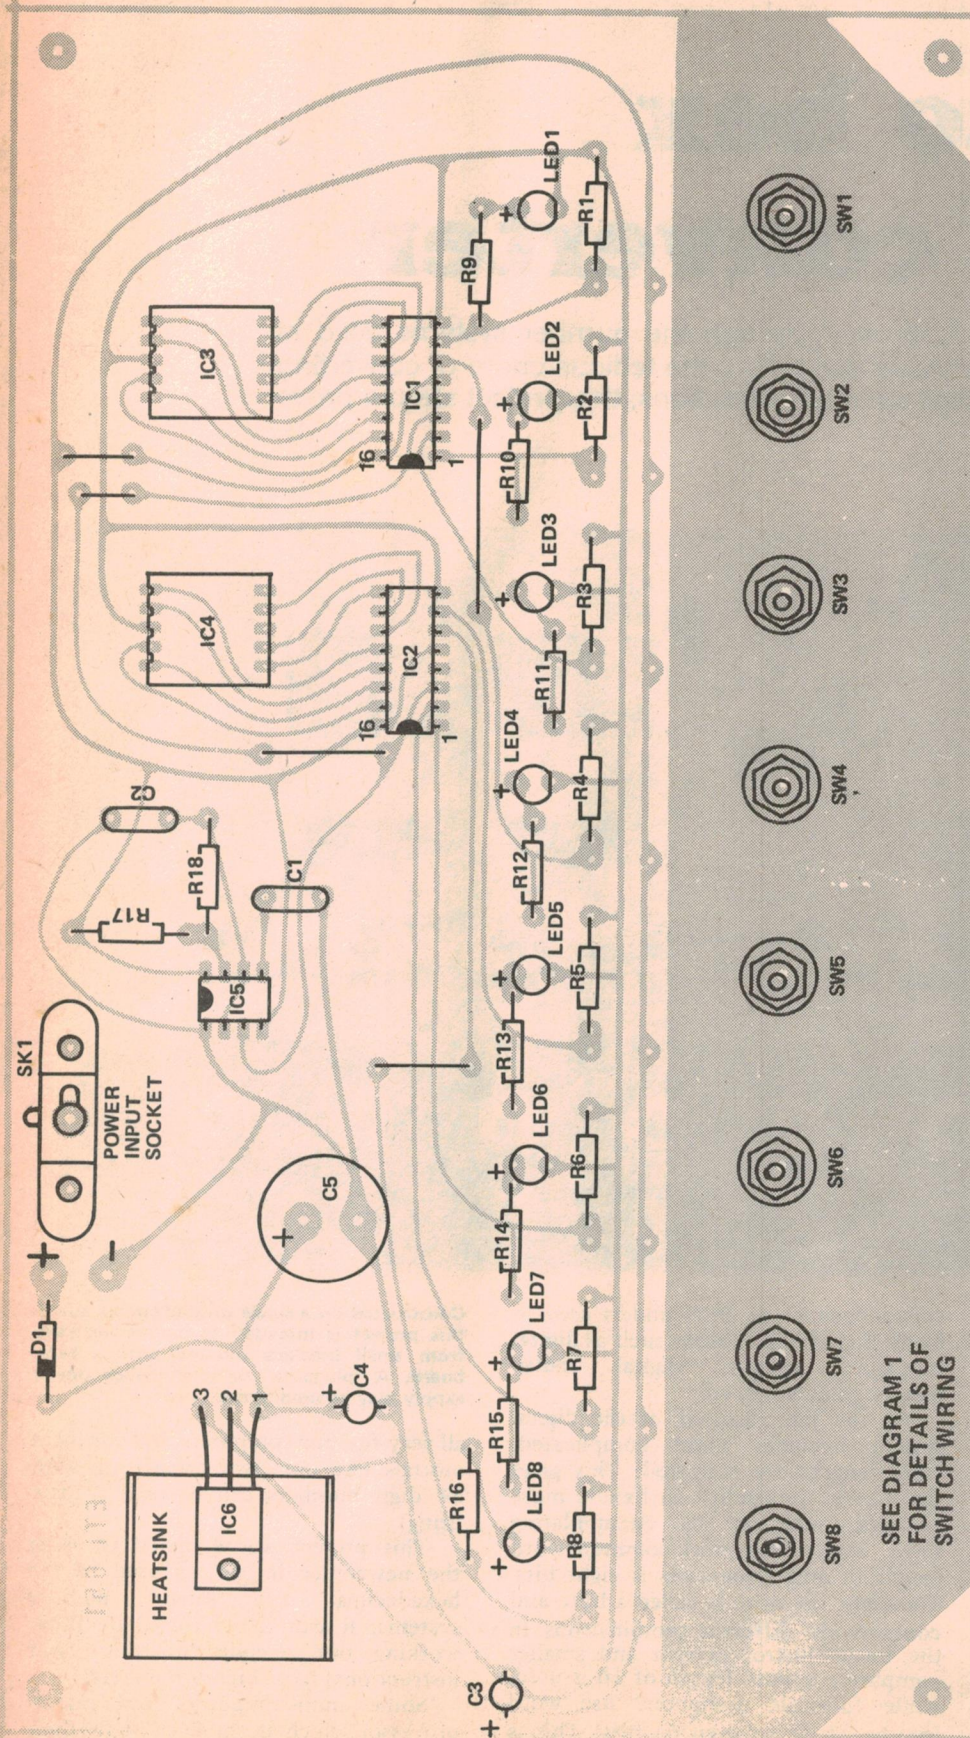 SK1
POWER
INPUT
SOCKET
+
-
D1
HEATSINK
IC6
3
2
1
+
C4
+
C5
IC5
R17
R18
C2
C1
IC4
IC3
16
IC2
1
16
IC1
1
R9
+
LED1
R1
+
LED2
R10
R2
+
LED3
R11
R3
+
LED4
R12
R4
+
LED5
R13
R5
+
LED6
R14
R6
+
LED7
R15
R7
R16
+
LED8
R8
C3
+
SW1
SW2
SW3
SW4
SW5
SW6
SW7
SW8
SEE DIAGRAM 1
FOR DETAILS OF
SWITCH WIRING